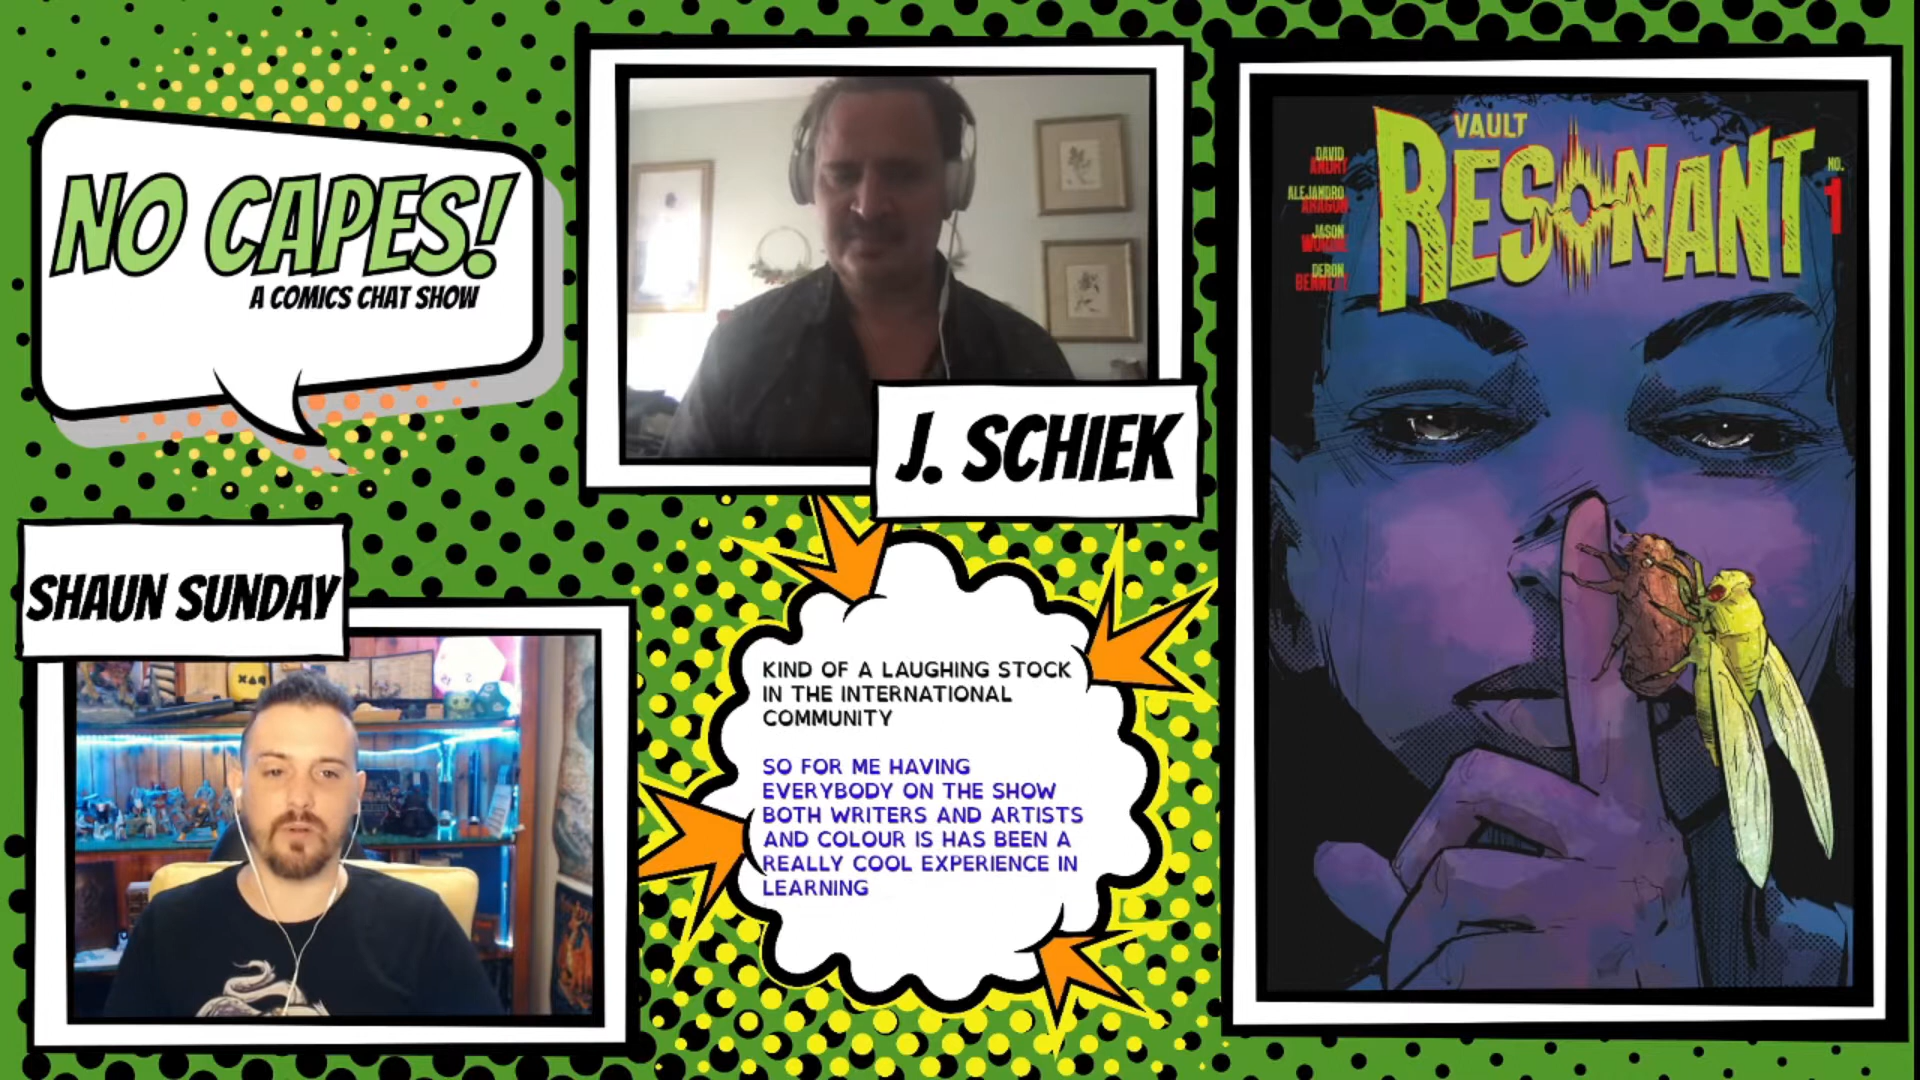 NO CAPES!
A COMICS CHAT SHOW
J. SCHIEK
SHAUN SUNDAY
KIND OF A LAUGHING STOCK
IN THE INTERNATIONAL
COMMUNITY
SO FOR ME HAVING
EVERYBODY ON THE SHOW
BOTH WRITERS AND ARTISTS
AND COLOUR IS HAS BEEN A
REALLY COOL EXPERIENCE IN
LEARNING
VAULT
RESONANT
NO.
1
DAVID
ANDRY
ALEJANDRO
ARAGON
JASON
WORDIE
DERON
BENNETT